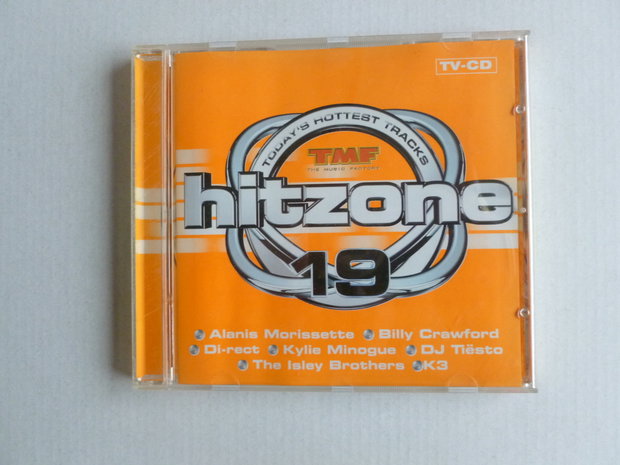 TV-CD
TODAY'S HOTTEST TRACKS
TMF
THE MUSIC FACTORY
hitzone
19
Alanis Morissette Billy Crawford
Di-rect Kylie Minogue DJ Tiësto
The Isley Brothers K3